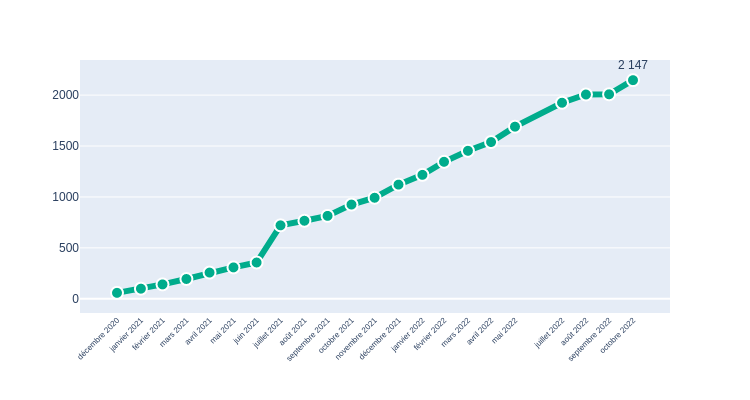 2 147
2000
1500
1000
500
0
décembre 2020
janvier 2021
février 2021
mars 2021
avril 2021
mai 2021
juin 2021
juillet 2021
août 2021
septembre 2021
octobre 2021
novembre 2021
décembre 2021
janvier 2022
février 2022
mars 2022
avril 2022
mai 2022
juillet 2022
août 2022
septembre 2022
octobre 2022